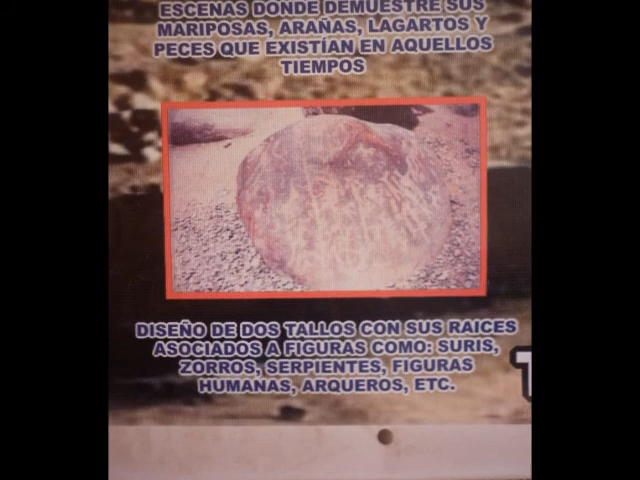 ESCENAS DONDE DEMUESTRE SUS
MARIPOSAS, ARAÑAS, LAGARTOS Y
PECES QUE EXISTÍAN EN AQUELLOS
TIEMPOS
DISEÑO DE DOS TALLOS CON SUS RAICES
ASOCIADOS A FIGURAS COMO: SURIS,
ZORROS, SERPIENTES, FIGURAS
HUMANAS, ARQUEROS, ETC.